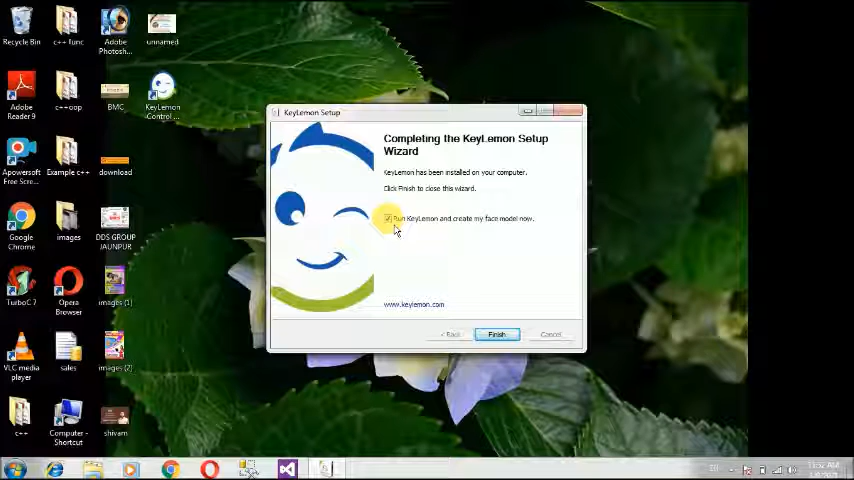 Recycle Bin
c++ func
Adobe
Photosh...
unnamed
Adobe
Reader 9
c++oop
BMC
KeyLemon
Control ...
Apowersoft
Free Scre...
Example c++
download
Google
Chrome
images
DDS GROUP
JAUNPUR
TurboC 7
Opera
Browser
images (1)
VLC media
player
sales
images (2)
c++
Computer -
Shortcut
shivam
KeyLemon Setup
Completing the KeyLemon Setup
Wizard
KeyLemon has been installed on your computer.
Click Finish to close this wizard.
Run KeyLemon and create my face model now.
www.keylemon.com
< Back
Finish
Cancel